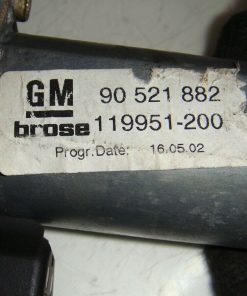 GM 90 521 882
brose 119951-200
Progr.Date: 16.05.02